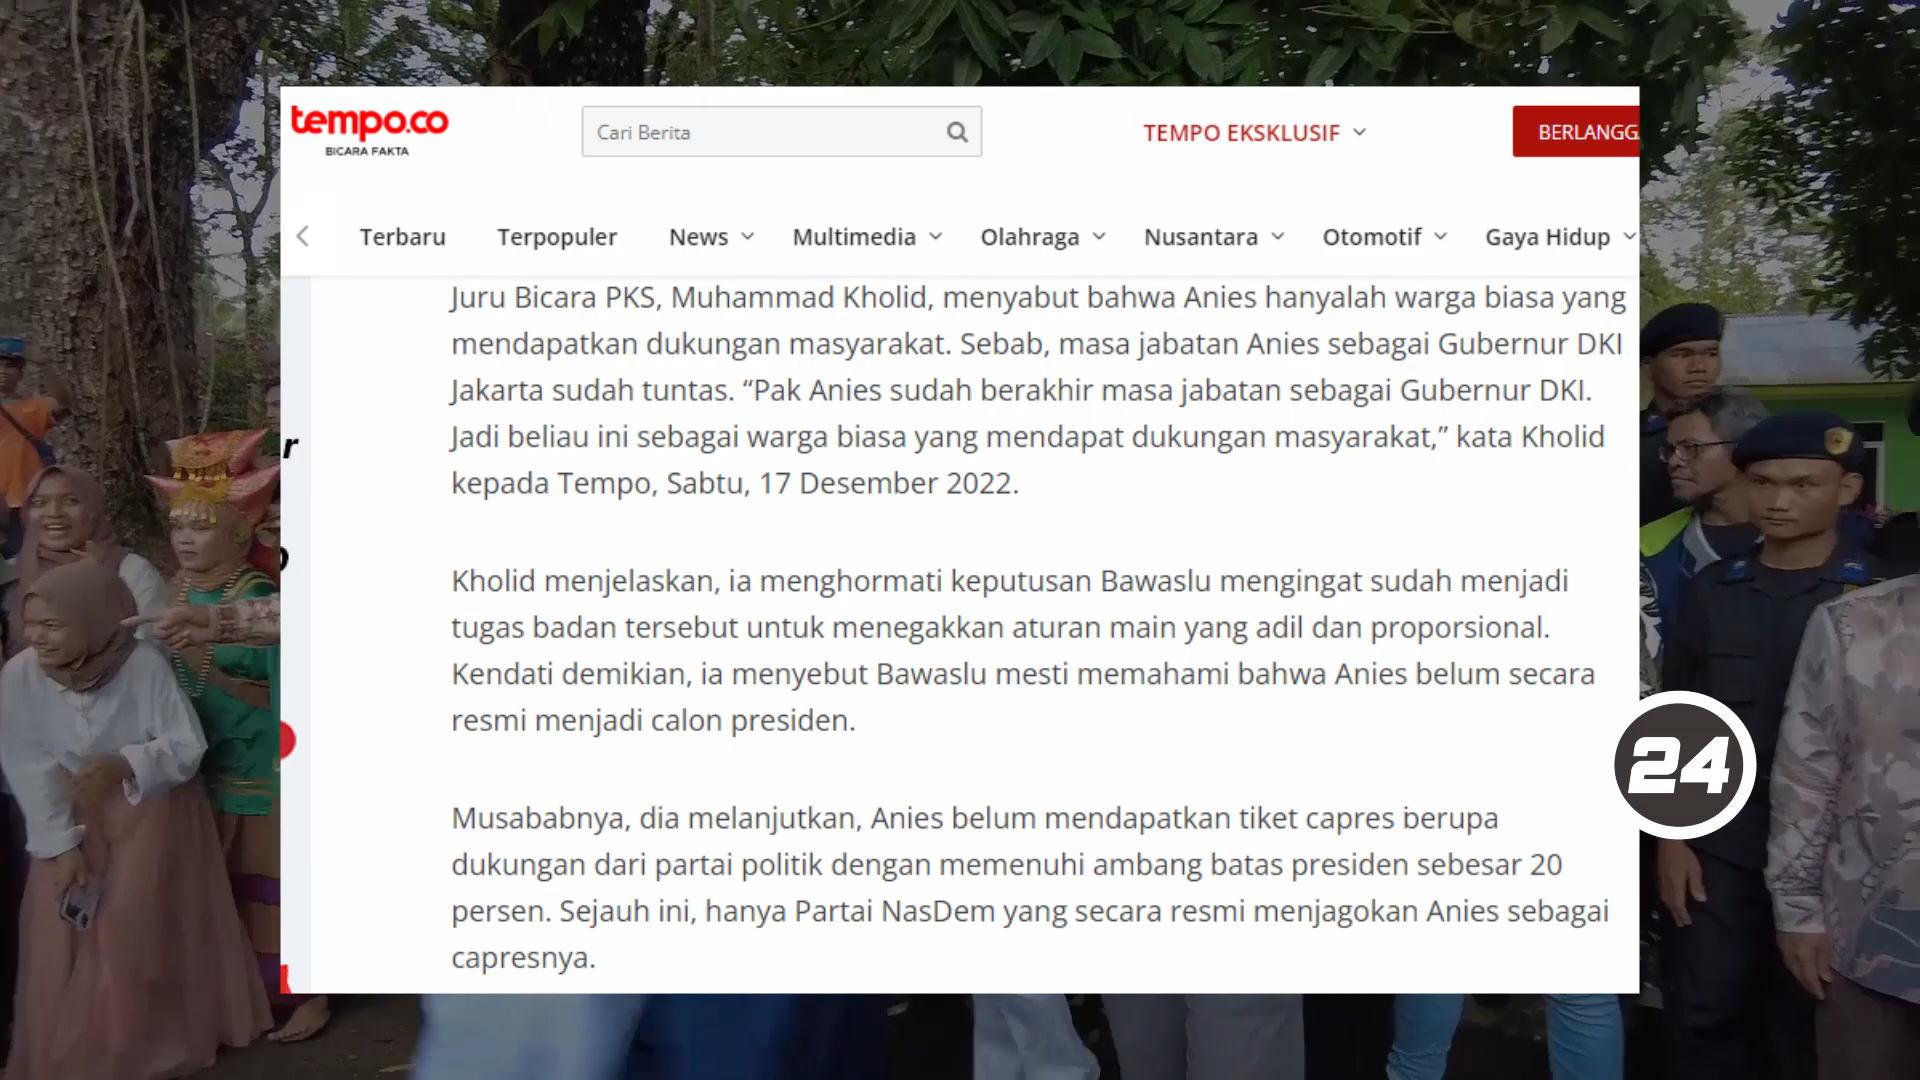 tempo.co
BICARA FAKTA
Cari Berita
TEMPO EKSKLUSIF
BERLANGG
Terbaru
Terpopuler
News
Multimedia
Olahraga
Nusantara
Otomotif
Gaya Hidup
Juru Bicara PKS, Muhammad Kholid, menyabut bahwa Anies hanyalah warga biasa yang
mendapatkan dukungan masyarakat. Sebab, masa jabatan Anies sebagai Gubernur DKI
Jakarta sudah tuntas. “Pak Anies sudah berakhir masa jabatan sebagai Gubernur DKI.
Jadi beliau ini sebagai warga biasa yang mendapat dukungan masyarakat,” kata Kholid
kepada Tempo, Sabtu, 17 Desember 2022.
Kholid menjelaskan, ia menghormati keputusan Bawaslu mengingat sudah menjadi
tugas badan tersebut untuk menegakkan aturan main yang adil dan proporsional.
Kendati demikian, ia menyebut Bawaslu mesti memahami bahwa Anies belum secara
resmi menjadi calon presiden.
Musababnya, dia melanjutkan, Anies belum mendapatkan tiket capres berupa
dukungan dari partai politik dengan memenuhi ambang batas presiden sebesar 20
persen. Sejauh ini, hanya Partai NasDem yang secara resmi menjagokan Anies sebagai
capresnya.
r
24